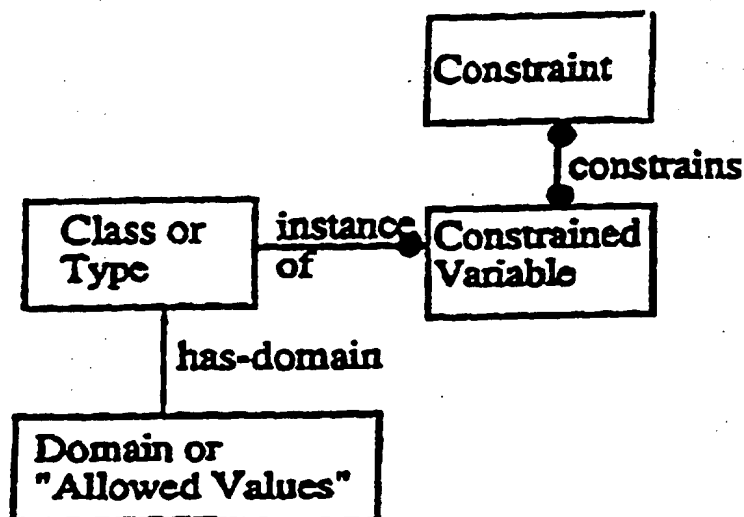 Constraint
constrains
Class or
Type
instance
of
Constrained
Variable
has-domain
Domain or
"Allowed Values"